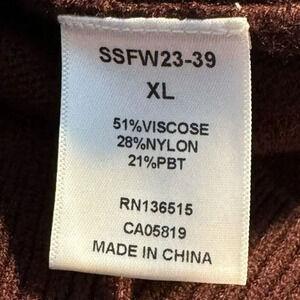 SSFW23-39
XL
51%VISCOSE
28%NYLON
21%PBT
RN136515
CA05819
MADE IN CHINA